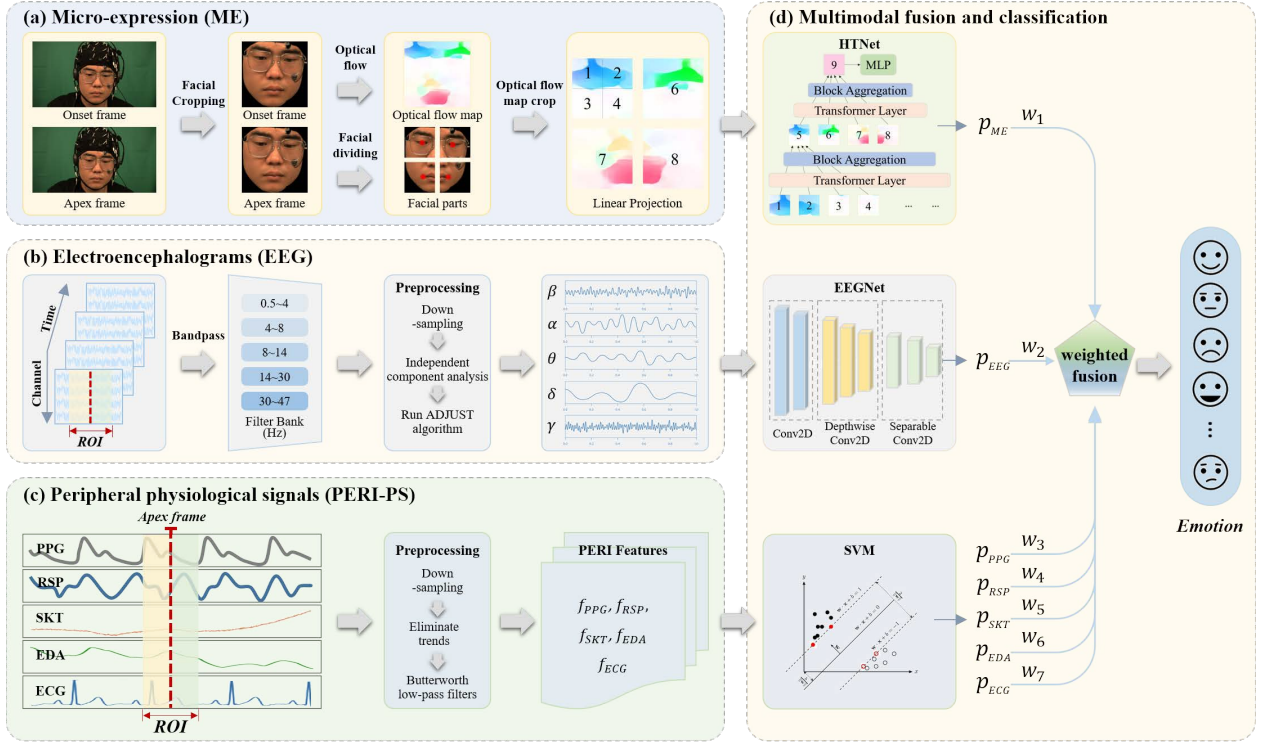 (a) Micro-expression (ME)
Onset frame
Apex frame
Facial
Cropping
Onset frame
Apex frame
Optical
flow
Facial
dividing
Optical flow map
Facial parts
Optical flow
map crop
1
2
3
4
6
7
8
Linear Projection
(b) Electroencephalograms (EEG)
Time
Channel
ROI
Bandpass
0.5~4
4~8
8~14
14~30
30~47
Filter Bank
(Hz)
Preprocessing
Down
-sampling
Independent
component analysis
Run ADJUST
algorithm
β
α
θ
δ
γ
(c) Peripheral physiological signals (PERI-PS)
Apex frame
PPG
RSP
SKT
EDA
ECG
ROI
Preprocessing
Down
-sampling
Eliminate
trends
Butterworth
low-pass filters
PERI Features
f_PPG, f_RSP,
f_SKT, f_EDA
f_ECG
(d) Multimodal fusion and classification
HTNet
9
MLP
Block Aggregation
Transformer Layer
5
6
7
8
Block Aggregation
Transformer Layer
1
2
3
4
...
...
EEGNet
Conv2D
Depthwise
Conv2D
Separable
Conv2D
SVM
p_ME w_1
p_EEG w_2
p_PPG w_3
p_RSP w_4
p_SKT w_5
p_EDA w_6
p_ECG w_7
weighted
fusion
Emotion